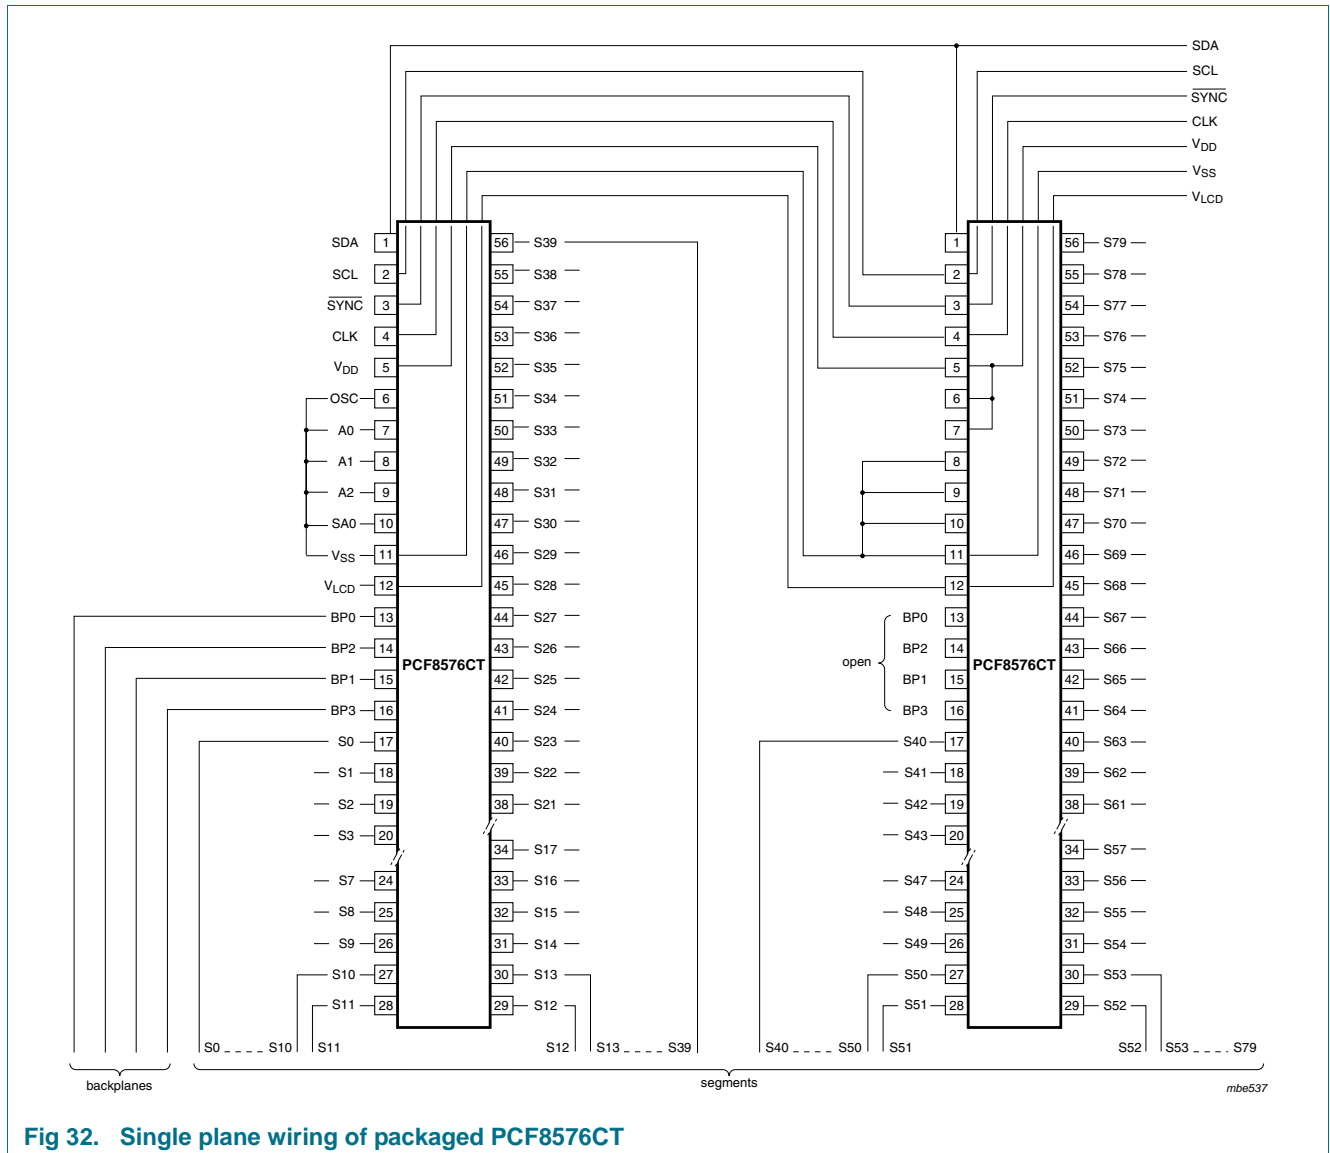 SDA
SCL
SYNC
CLK
VDD
VSS
VLCD
SDA 1 56 S39 1 56 S79
SCL 2 55 S38 2 55 S78
SYNC 3 54 S37 3 54 S77
CLK 4 53 S36 4 53 S76
VDD 5 52 S35 5 52 S75
OSC 6 51 S34 6 51 S74
A0 7 50 S33 7 50 S73
A1 8 49 S32 8 49 S72
A2 9 48 S31 9 48 S71
SA0 10 47 S30 10 47 S70
VSS 11 46 S29 11 46 S69
VLCD 12 45 S28 12 45 S68
BP0 13 44 S27 BP0 13 44 S67
BP2 14 43 S26 BP2 14 43 S66
PCF8576CT open PCF8576CT
BP1 15 42 S25 BP1 15 42 S65
BP3 16 41 S24 BP3 16 41 S64
S0 17 40 S23 S40 17 40 S63
S1 18 39 S22 S41 18 39 S62
S2 19 38 S21 S42 19 38 S61
S3 20 S43 20
34 S17 34 S57
S7 24 33 S16 S47 24 33 S56
S8 25 32 S15 S48 25 32 S55
S9 26 31 S14 S49 26 31 S54
S10 27 30 S13 S50 27 30 S53
S11 28 29 S12 S51 28 29 S52
S0 S10 S11 S12 S13 S39 S40 S50 S51 S52 S53 S79
backplanes segments
mbe537
Fig 32. Single plane wiring of packaged PCF8576CT